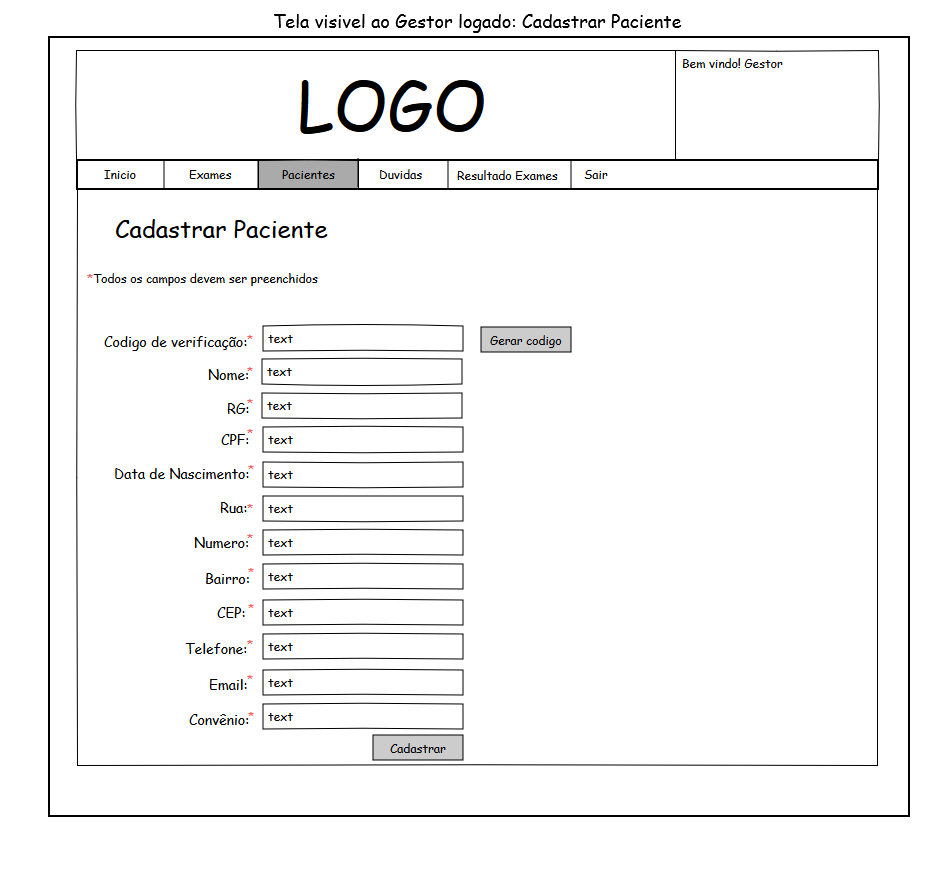 Tela visivel ao Gestor logado: Cadastrar Paciente
LOGO
Bem vindo! Gestor
Inicio Exames Pacientes Duvidas Resultado Exames Sair
Cadastrar Paciente
*Todos os campos devem ser preenchidos
Codigo de verificação:* text Gerar codigo
Nome:* text
RG:* text
CPF:* text
Data de Nascimento:* text
Rua:* text
Numero:* text
Bairro:* text
CEP: * text
Telefone:* text
Email:* text
Convênio:* text
Cadastrar